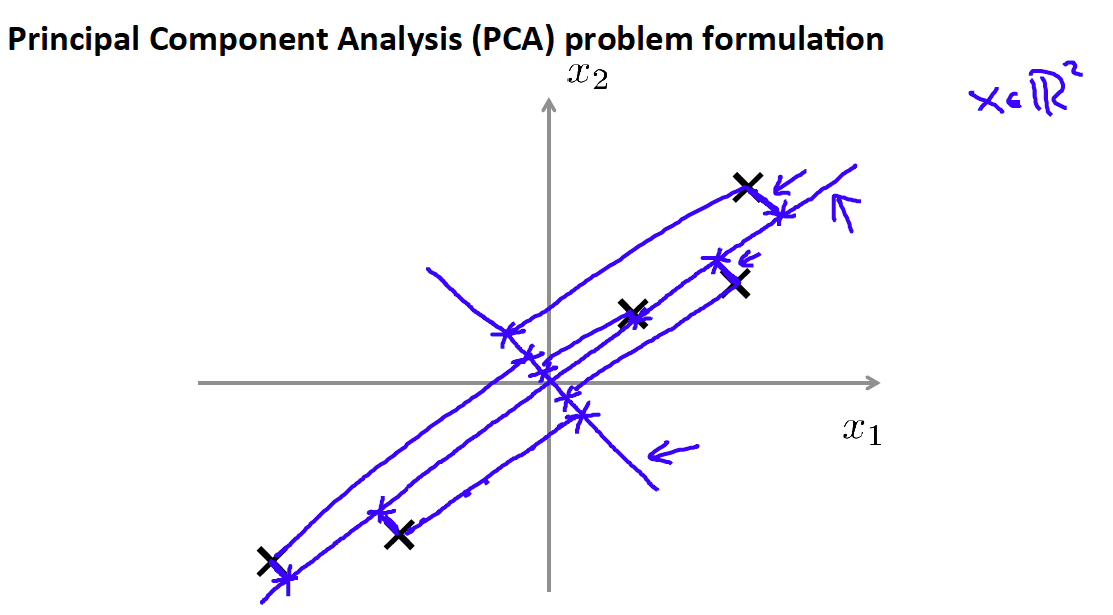 Principal Component Analysis (PCA) problem formulation
x₂
x ∈ ℝ²
x₁